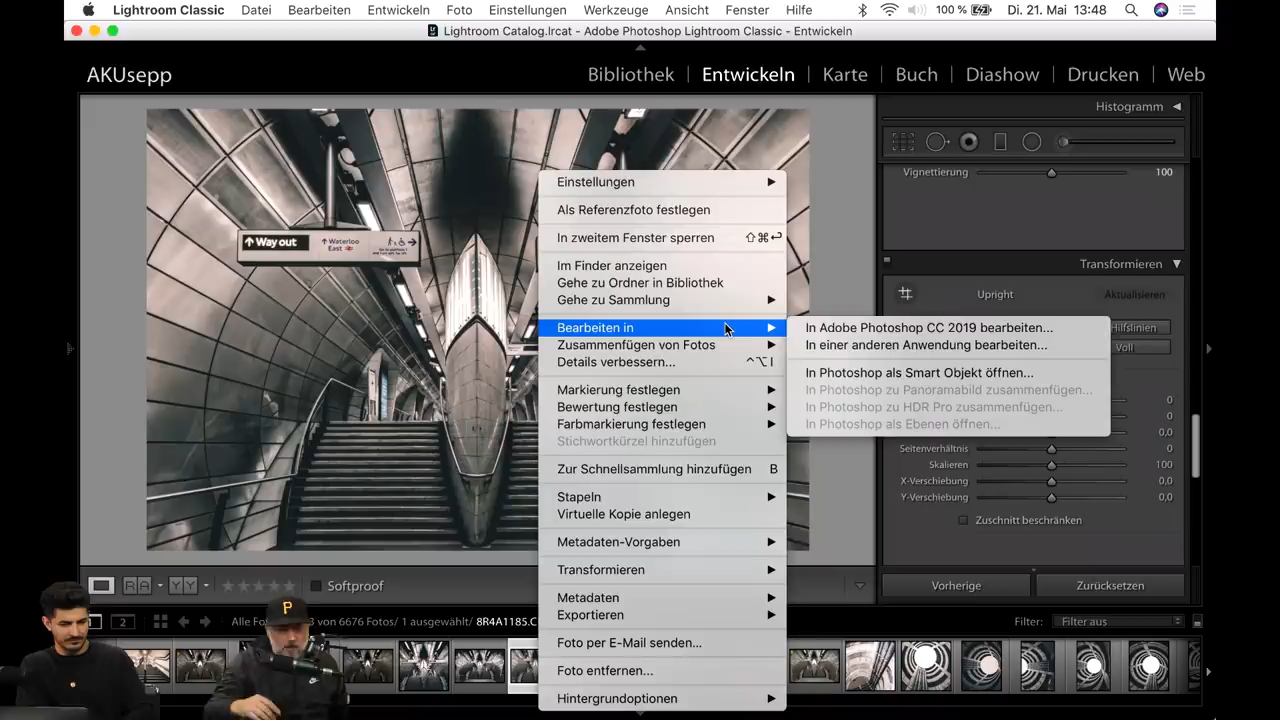 Lightroom Classic Datei Bearbeiten Entwickeln Foto Einstellungen Werkzeuge Ansicht Fenster Hilfe 100 % Di. 21. Mai 13:48
Lightroom Catalog.lrcat - Adobe Photoshop Lightroom Classic - Entwickeln
AKUsepp
Bibliothek | Entwickeln | Karte | Buch | Diashow | Drucken | Web
Histogramm
Vignettierung 100
Transformieren
Upright Aktualisieren
Hilfslinien
Voll
0
0
0,0
Seitenverhältnis 0
Skalieren 100
X-Verschiebung 0,0
Y-Verschiebung 0,0
Zuschnitt beschränken
Vorherige Zurücksetzen
Way out
Waterloo
East
Einstellungen
Als Referenzfoto festlegen
In zweitem Fenster sperren ⇧⌘↩
Im Finder anzeigen
Gehe zu Ordner in Bibliothek
Gehe zu Sammlung
Bearbeiten in
Zusammenfügen von Fotos
Details verbessern... ^⌥I
Markierung festlegen
Bewertung festlegen
Farbmarkierung festlegen
Stichwortkürzel hinzufügen
Zur Schnellsammlung hinzufügen B
Stapeln
Virtuelle Kopie anlegen
Metadaten-Vorgaben
Transformieren
Metadaten
Exportieren
Foto per E-Mail senden...
Foto entfernen...
Hintergrundoptionen
In Adobe Photoshop CC 2019 bearbeiten...
In einer anderen Anwendung bearbeiten...
In Photoshop als Smart Objekt öffnen...
In Photoshop zu Panoramabild zusammenfügen...
In Photoshop zu HDR Pro zusammenfügen...
In Photoshop als Ebenen öffnen...
R A Y Y Softproof
2 Alle Fo 3 von 6676 Fotos/ 1 ausgewählt/ 8R4A1185.C
Filter: Filter aus
P